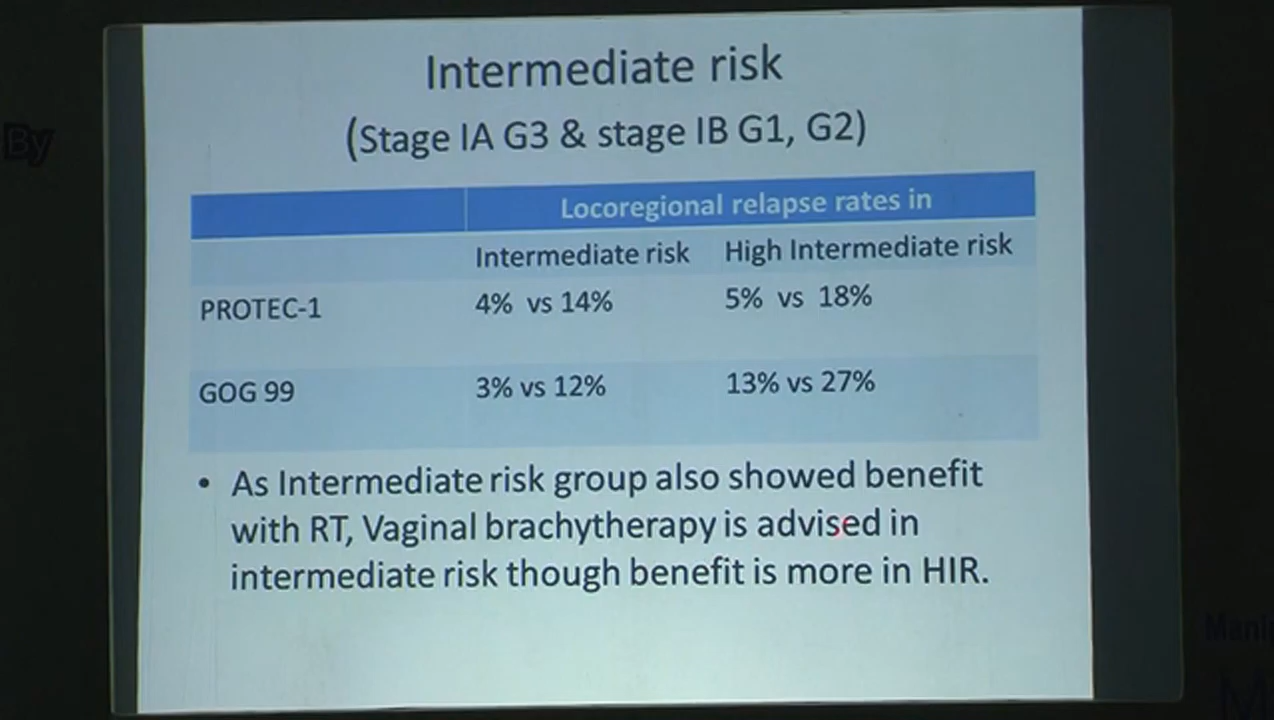 By
Intermediate risk
(Stage IA G3 & stage IB G1, G2)
Locoregional relapse rates in
Intermediate risk High Intermediate risk
PROTEC-1 4% vs 14% 5% vs 18%
GOG 99 3% vs 12% 13% vs 27%
• As Intermediate risk group also showed benefit
with RT, Vaginal brachytherapy is advised in
intermediate risk though benefit is more in HIR.